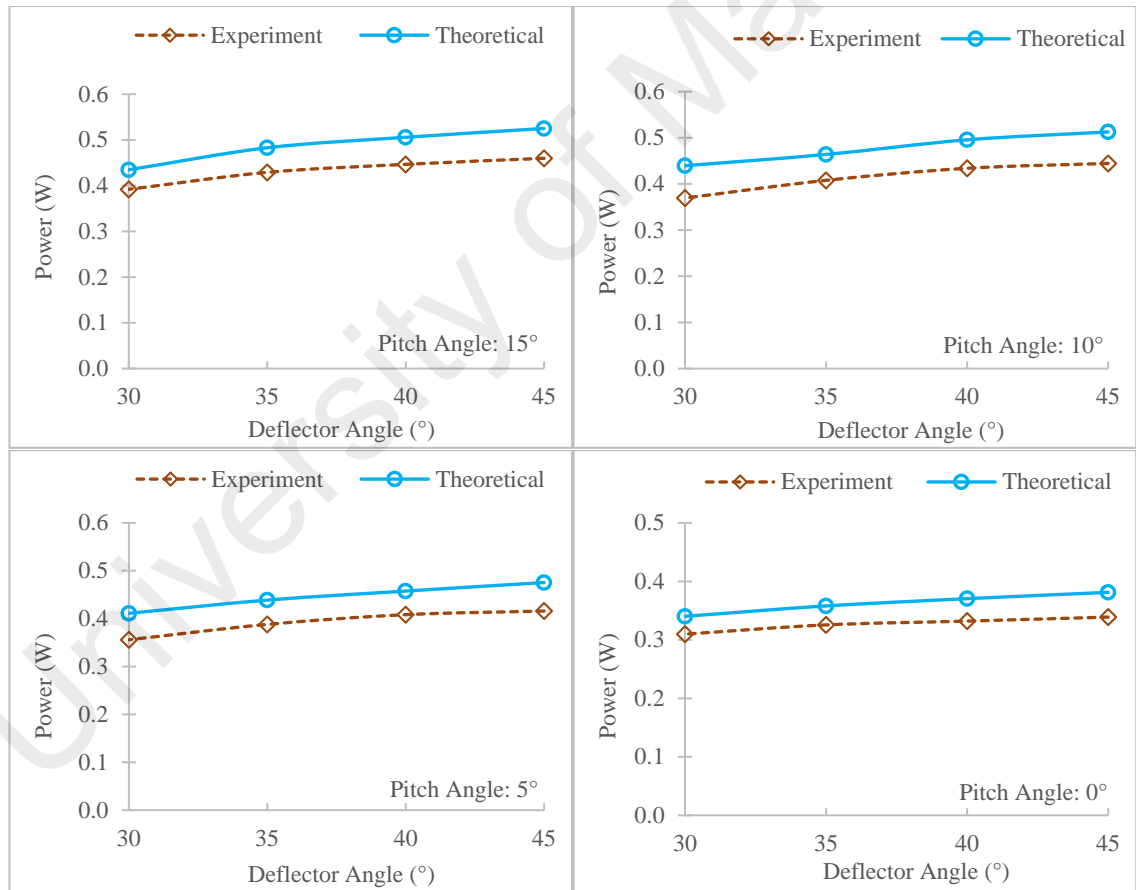 Experiment Theoretical
0.6
0.5
0.4
0.3
0.2
0.1
0.0
Power (W)
Pitch Angle: 15°
30 35 40 45
Deflector Angle (°)
Experiment Theoretical
0.6
0.5
0.4
0.3
0.2
0.1
0.0
Power (W)
Pitch Angle: 10°
30 35 40 45
Deflector Angle (°)
Experiment Theoretical
0.6
0.5
0.4
0.3
0.2
0.1
0.0
Power (W)
Pitch Angle: 5°
30 35 40 45
Deflector Angle (°)
Experiment Theoretical
0.5
0.4
0.3
0.2
0.1
0.0
Power (W)
Pitch Angle: 0°
30 35 40 45
Deflector Angle (°)
University of Ma